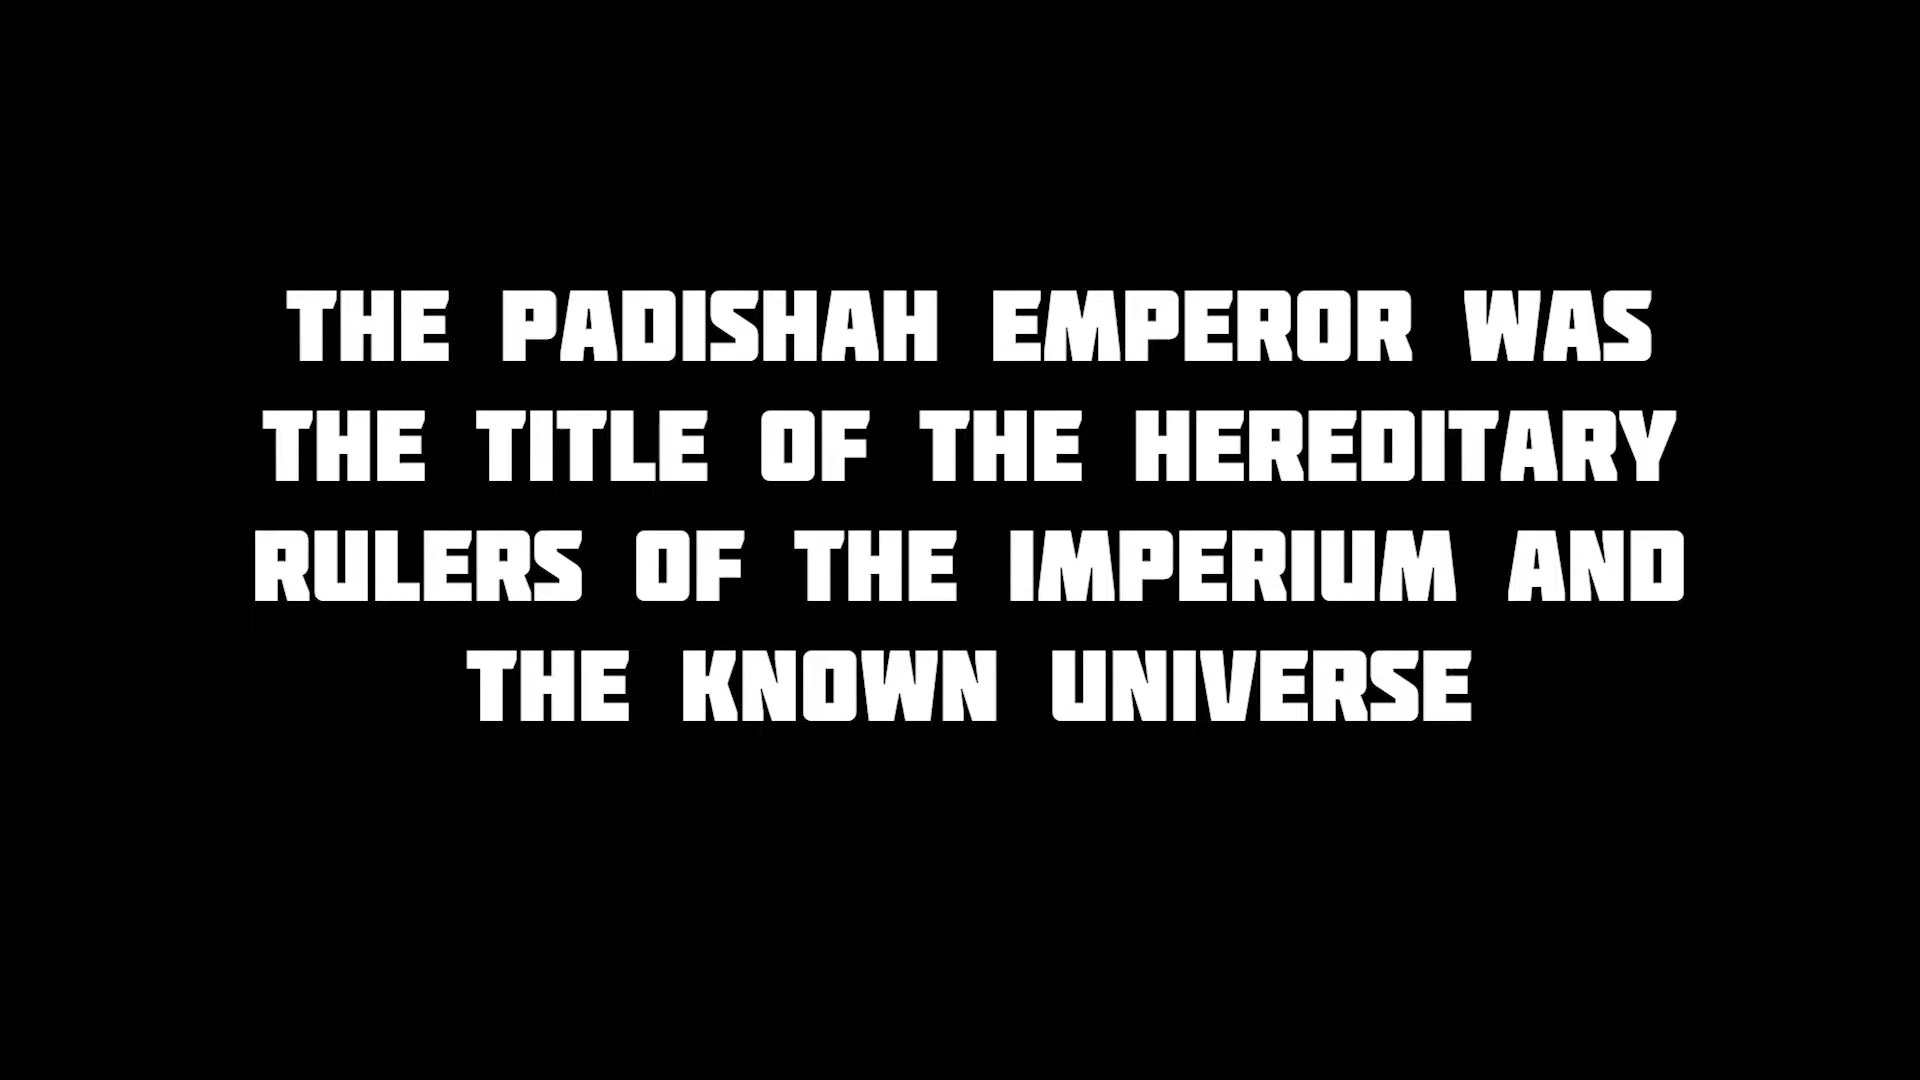 THE PADISHAH EMPEROR WAS
THE TITLE OF THE HEREDITARY
RULERS OF THE IMPERIUM AND
THE KNOWN UNIVERSE